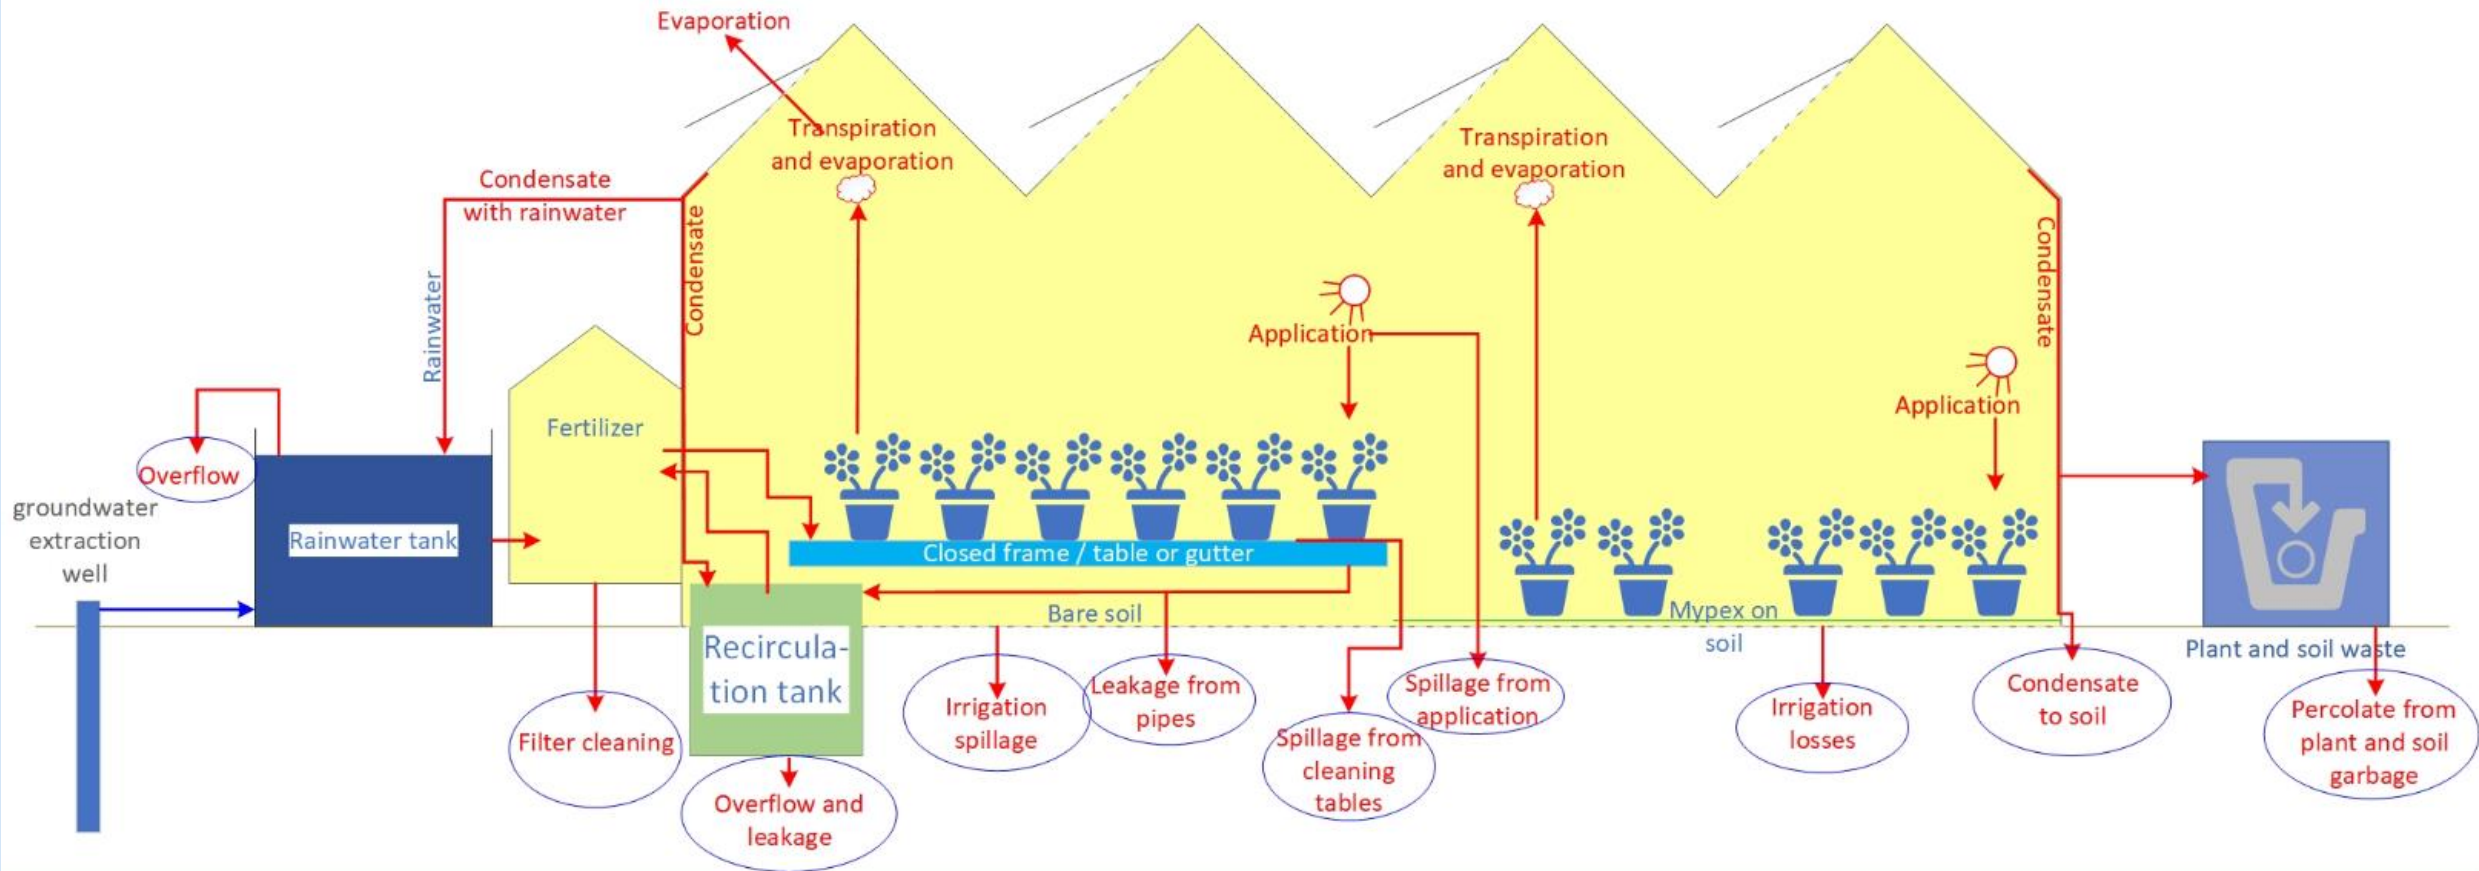 Evaporation
Transpiration
and evaporation
Transpiration
and evaporation
Condensate
with rainwater
Condensate
Rainwater
Condensate
Application
Application
Fertilizer
Overflow
groundwater
extraction
well
Rainwater tank
Closed frame / table or gutter
Bare soil
Mypex on
soil
Plant and soil waste
Recircula-
tion tank
Filter cleaning
Overflow and
leakage
Irrigation
spillage
Leakage from
pipes
Spillage from
cleaning
tables
Spillage from
application
Irrigation
losses
Condensate
to soil
Percolate from
plant and soil
garbage